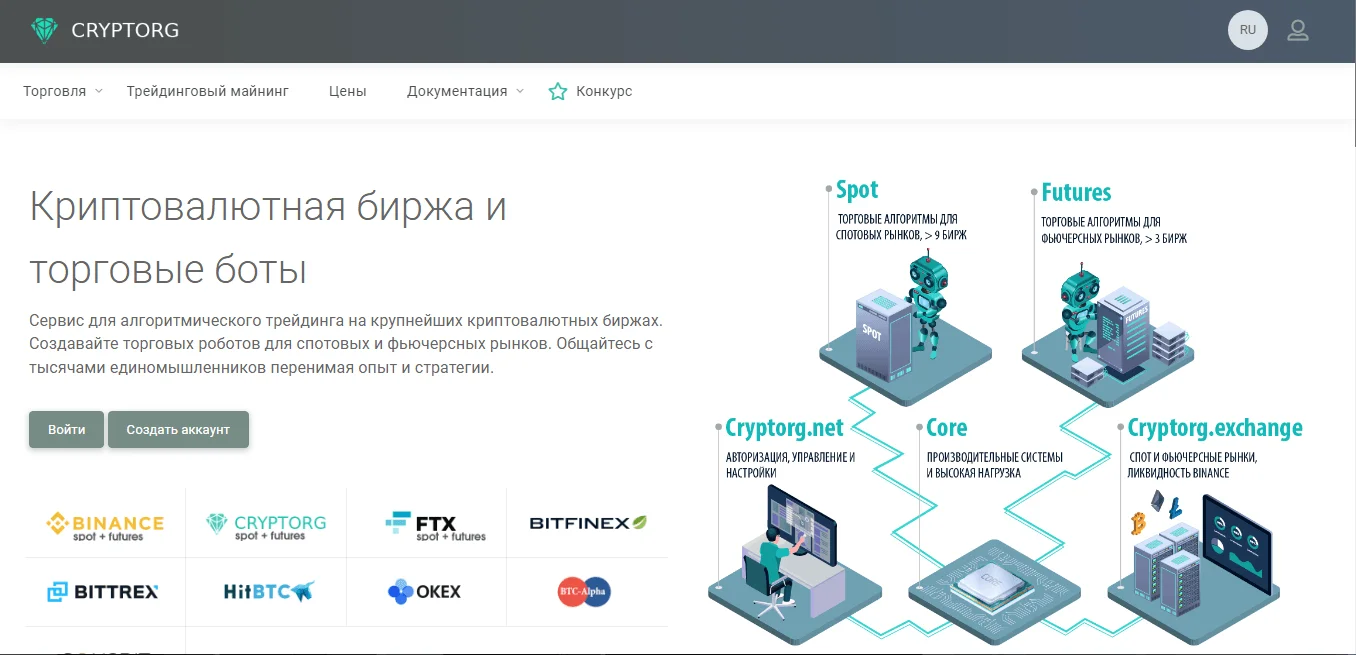 CRYPTORG
RU
Торговля
Трейдинговый майнинг
Цены
Документация
Конкурс
Криптовалютная биржа и
торговые боты
Сервис для алгоритмического трейдинга на крупнейших криптовалютных биржах.
Создавайте торговых роботов для спотовых и фьючерсных рынков. Общайтесь с
тысячами единомышленников перенимая опыт и стратегии.
Войти
Создать аккаунт
BINANCE
spot + futures
CRYPTORG
spot + futures
FTX
spot + futures
BITFINEX
BITTREX
HitBTC
OKEX
BTC-Alpha
Spot
ТОРГОВЫЕ АЛГОРИТМЫ ДЛЯ
СПОТОВЫХ РЫНКОВ, > 9 БИРЖ
SPOT
Futures
ТОРГОВЫЕ АЛГОРИТМЫ ДЛЯ
ФЬЮЧЕРСНЫХ РЫНКОВ, > 3 БИРЖ
FUTURES
Cryptorg.net
АВТОРИЗАЦИЯ, УПРАВЛЕНИЕ И
НАСТРОЙКИ
Core
ПРОИЗВОДИТЕЛЬНЫЕ СИСТЕМЫ
И ВЫСОКАЯ НАГРУЗКА
CORE
Cryptorg.exchange
СПОТ И ФЬЮЧЕРСНЫЕ РЫНКИ,
ЛИКВИДНОСТЬ BINANCE